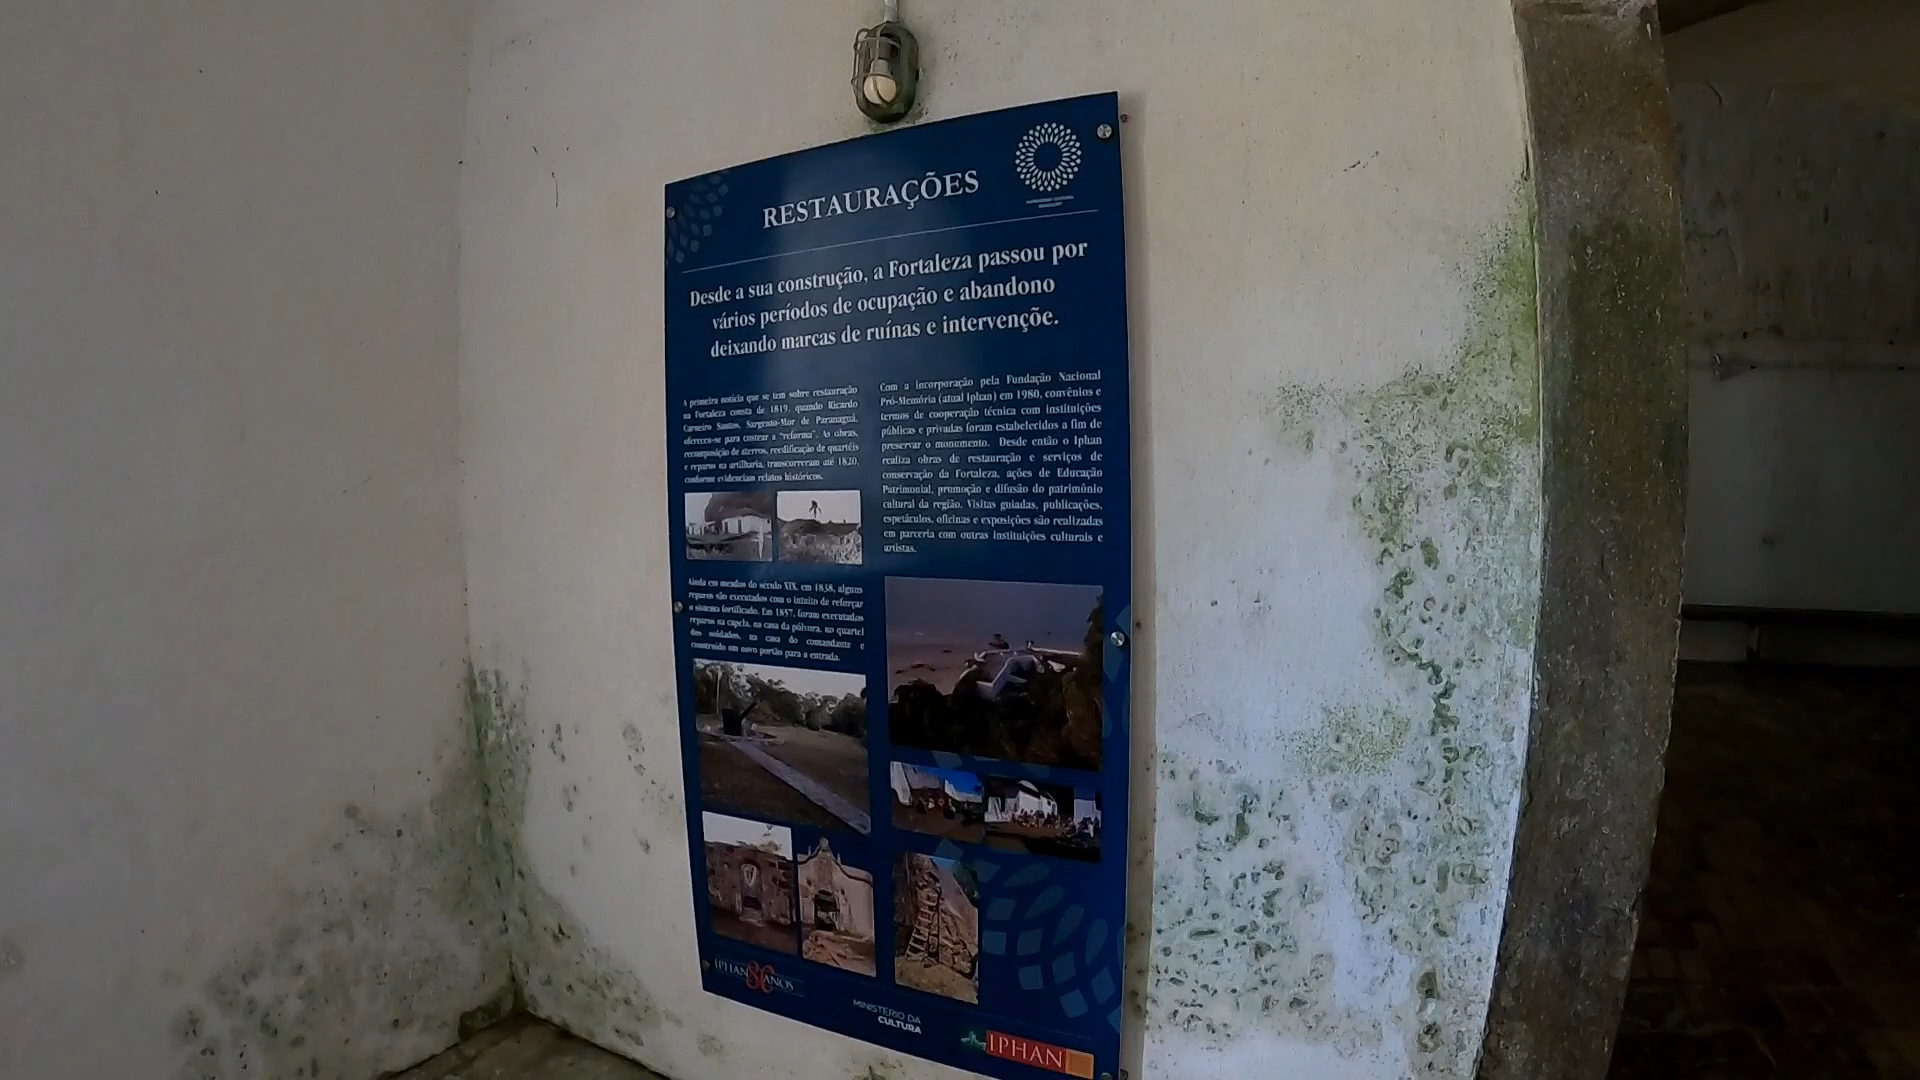 RESTAURAÇÕES
Desde a sua construção, a Fortaleza passou por
vários períodos de ocupação e abandono
deixando marcas de ruínas e intervençõe.
A primeira notícia que se tem sobre restauração
na Fortaleza consta de 1819, quando Ricardo
Carneiro Santos, Sargento-Mor de Paranaguá,
ofereceu-se para custear a "reforma". As obras,
recomposição de aterros, reedificação de quartéis
e reparos na artilharia, transcorreram até 1820,
conforme evidenciam relatos históricos.
Ainda em meados do século XIX, em 1838, alguns
reparos são executados com o intuito de reforçar
o sistema fortificado. Em 1857, foram executados
reparos na capela, na casa da pólvora, no quartel
dos soldados, na casa do comandante e
construído um novo portão para a entrada.
Com a incorporação pela Fundação Nacional
Pró-Memória (atual Iphan) em 1980, convênios e
termos de cooperação técnica com instituições
públicas e privadas foram estabelecidos a fim de
preservar o monumento. Desde então o Iphan
realiza obras de restauração e serviços de
conservação da Fortaleza, ações de Educação
Patrimonial, promoção e difusão do patrimônio
cultural da região. Visitas guiadas, publicações,
espetáculos, oficinas e exposições são realizadas
em parceria com outras instituições culturais e
artistas.
IPHAN 80 ANOS
MINISTÉRIO DA
CULTURA
IPHAN